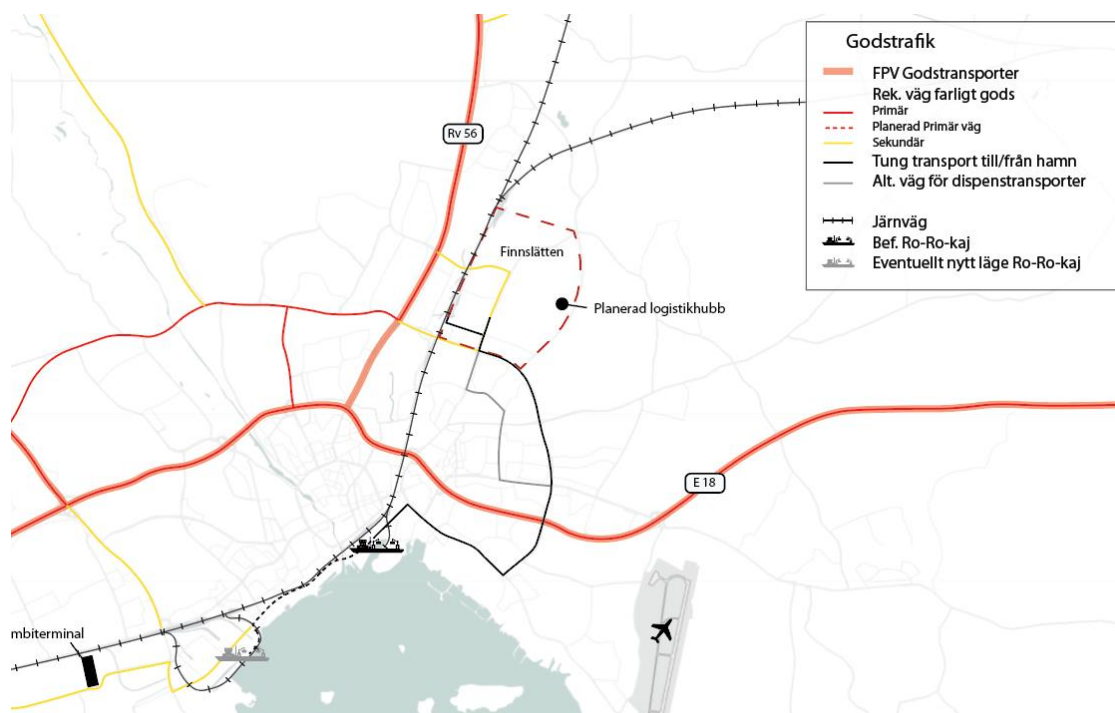 Godstrafik
FPV Godstransporter
Rek. väg farligt gods
Primär
Planerad Primär väg
Sekundär
Tung transport till/från hamn
Alt. väg för dispenstransporter
Järnväg
Bef. Ro-Ro-kaj
Eventuellt nytt läge Ro-Ro-kaj
Rv 56
Finnslätten
Planerad logistikhubb
E 18
mbiterminal